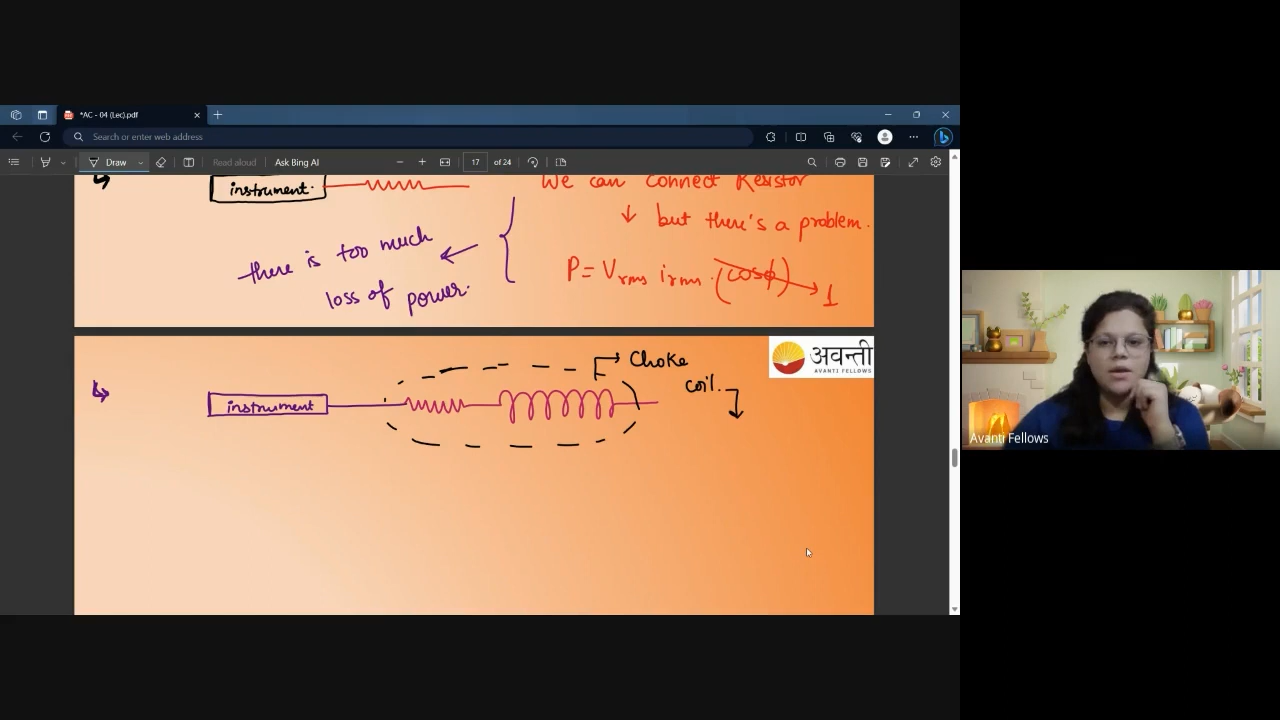 *AC - 04 (Lec).pdf
Search or enter web address
Draw
Read aloud
Ask Bing AI
17 of 24
instrument.
We can connect Resistor
↓ but there's a problem.
there is too much
loss of power.
P = Vrms irms. (cosϕ) → 1
अवन्ती
AVANTI FELLOWS
Choke
coil.
instrument
Avanti Fellows